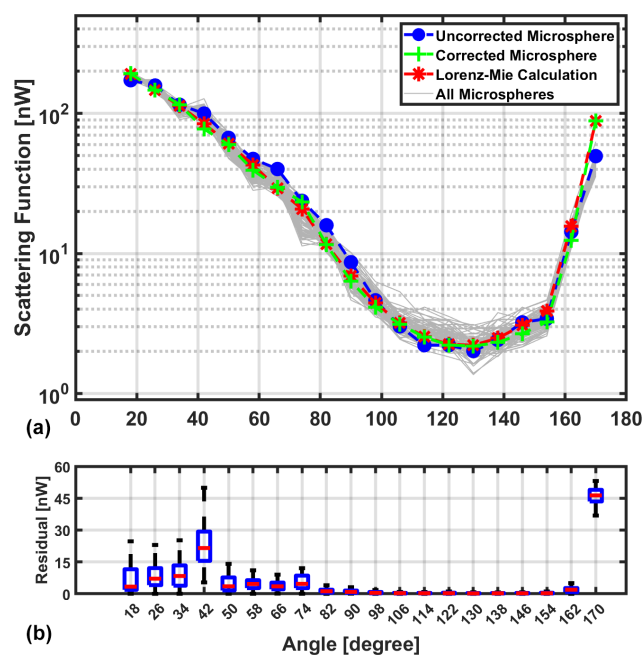 Uncorrected Microsphere
Corrected Microsphere
Lorenz-Mie Calculation
All Microspheres
Scattering Function [nW]
10^2
10^1
10^0
0 20 40 60 80 100 120 140 160 180
(a)
Residual [nW]
60
45
30
15
0
18 26 34 42 50 58 66 74 82 90 98 106 114 122 130 138 146 154 162 170
(b)
Angle [degree]